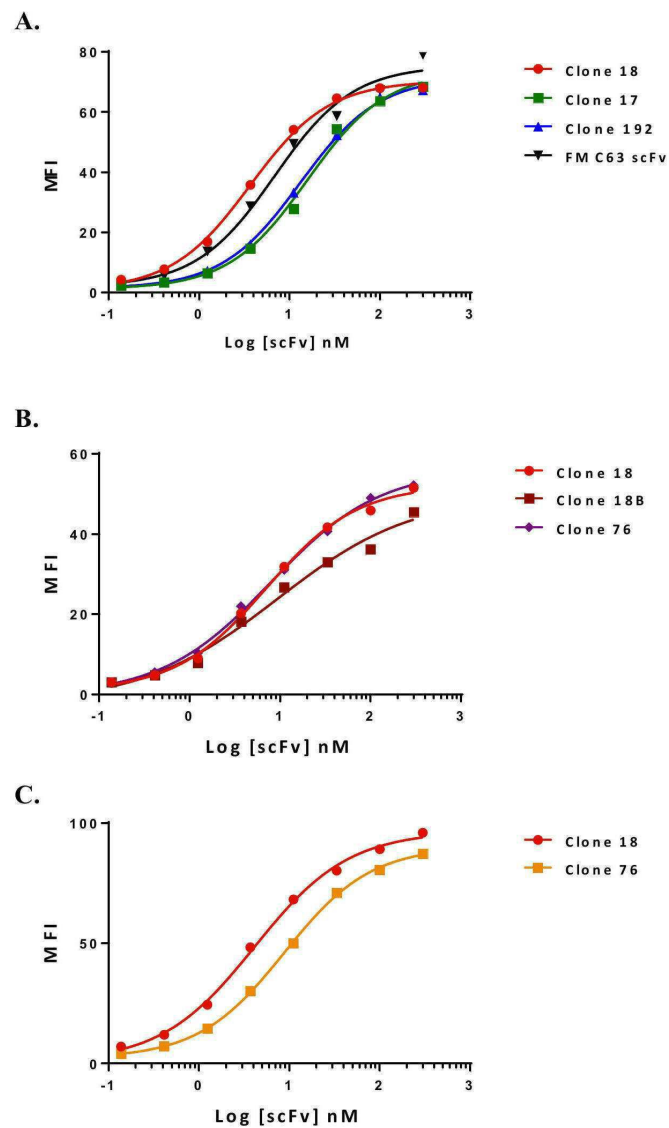 A.
80
60
40
20
0
MFI
-1 0 1 2 3
Log [scFv] nM
Clone 18
Clone 17
Clone 192
FM C63 scFv
B.
60
40
20
0
MFI
-1 0 1 2 3
Log [scFv] nM
Clone 18
Clone 18B
Clone 76
C.
100
50
0
MFI
-1 0 1 2 3
Log [scFv] nM
Clone 18
Clone 76